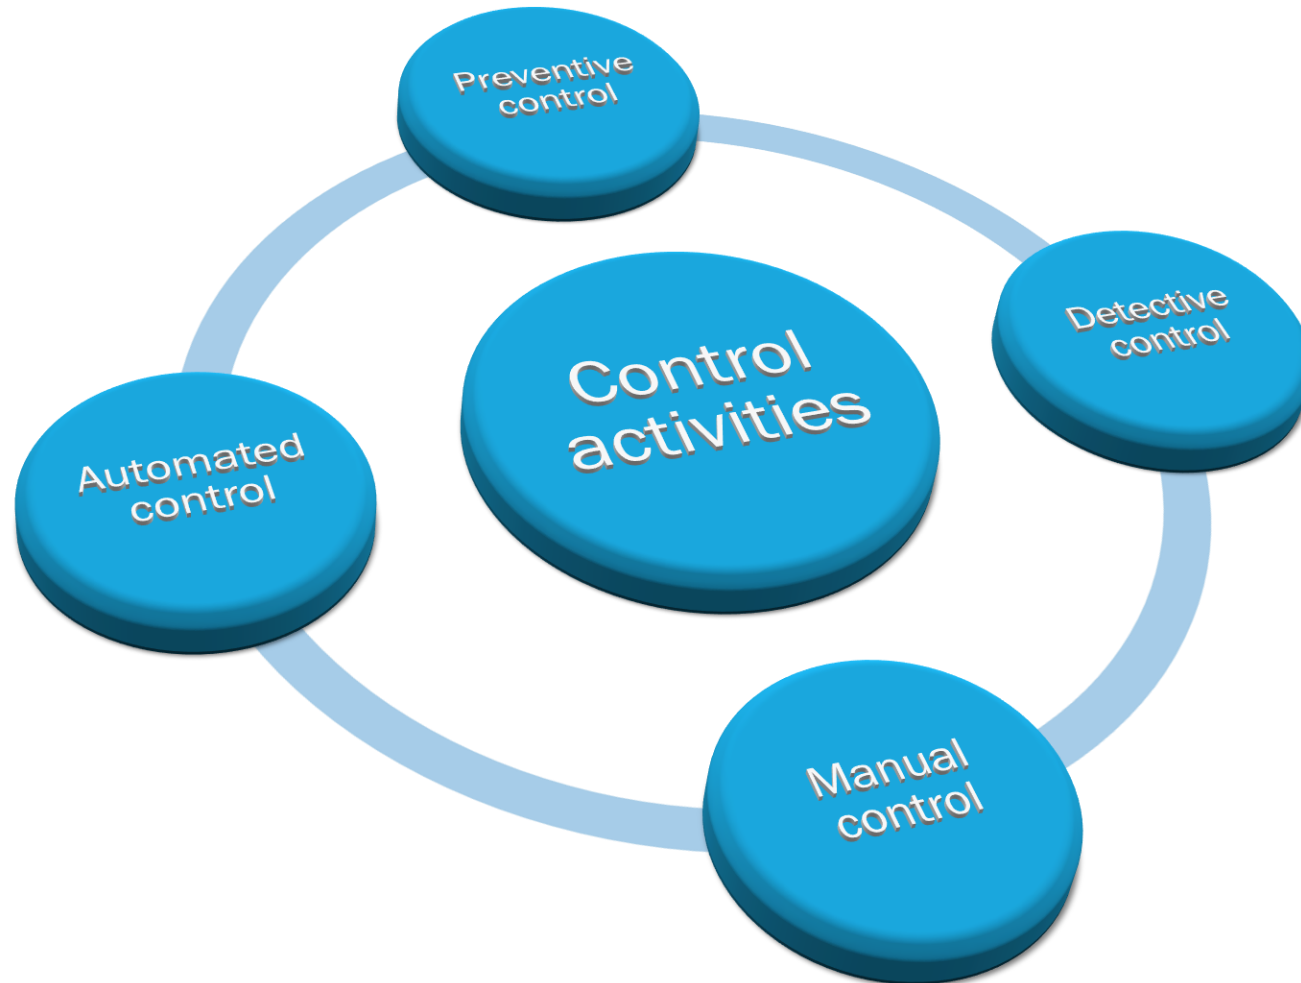 Preventive
control
Detective
control
Control
activities
Automated
control
Manual
control